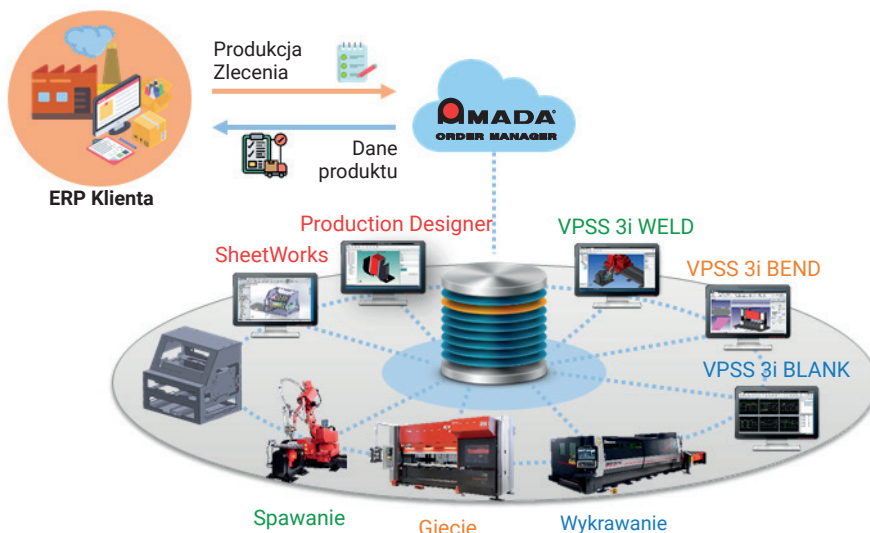 Produkcja
Zlecenia
AMADA®
ORDER MANAGER
Dane
produktu
ERP Klienta
Production Designer
VPSS 3i WELD
SheetWorks
VPSS 3i BEND
VPSS 3i BLANK
Spawanie
Gięcie
Wykrawanie